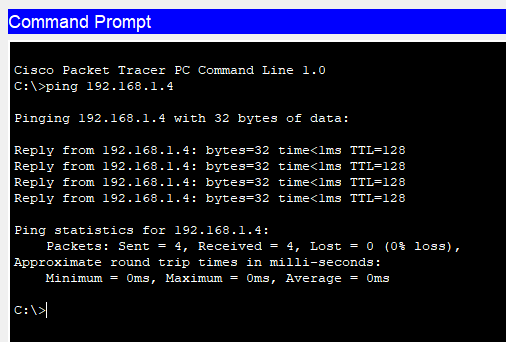 Command Prompt
Cisco Packet Tracer PC Command Line 1.0
C:\>ping 192.168.1.4
Pinging 192.168.1.4 with 32 bytes of data:
Reply from 192.168.1.4: bytes=32 time<1ms TTL=128
Reply from 192.168.1.4: bytes=32 time<1ms TTL=128
Reply from 192.168.1.4: bytes=32 time<1ms TTL=128
Reply from 192.168.1.4: bytes=32 time<1ms TTL=128
Ping statistics for 192.168.1.4:
    Packets: Sent = 4, Received = 4, Lost = 0 (0% loss),
Approximate round trip times in milli-seconds:
    Minimum = 0ms, Maximum = 0ms, Average = 0ms
C:\>